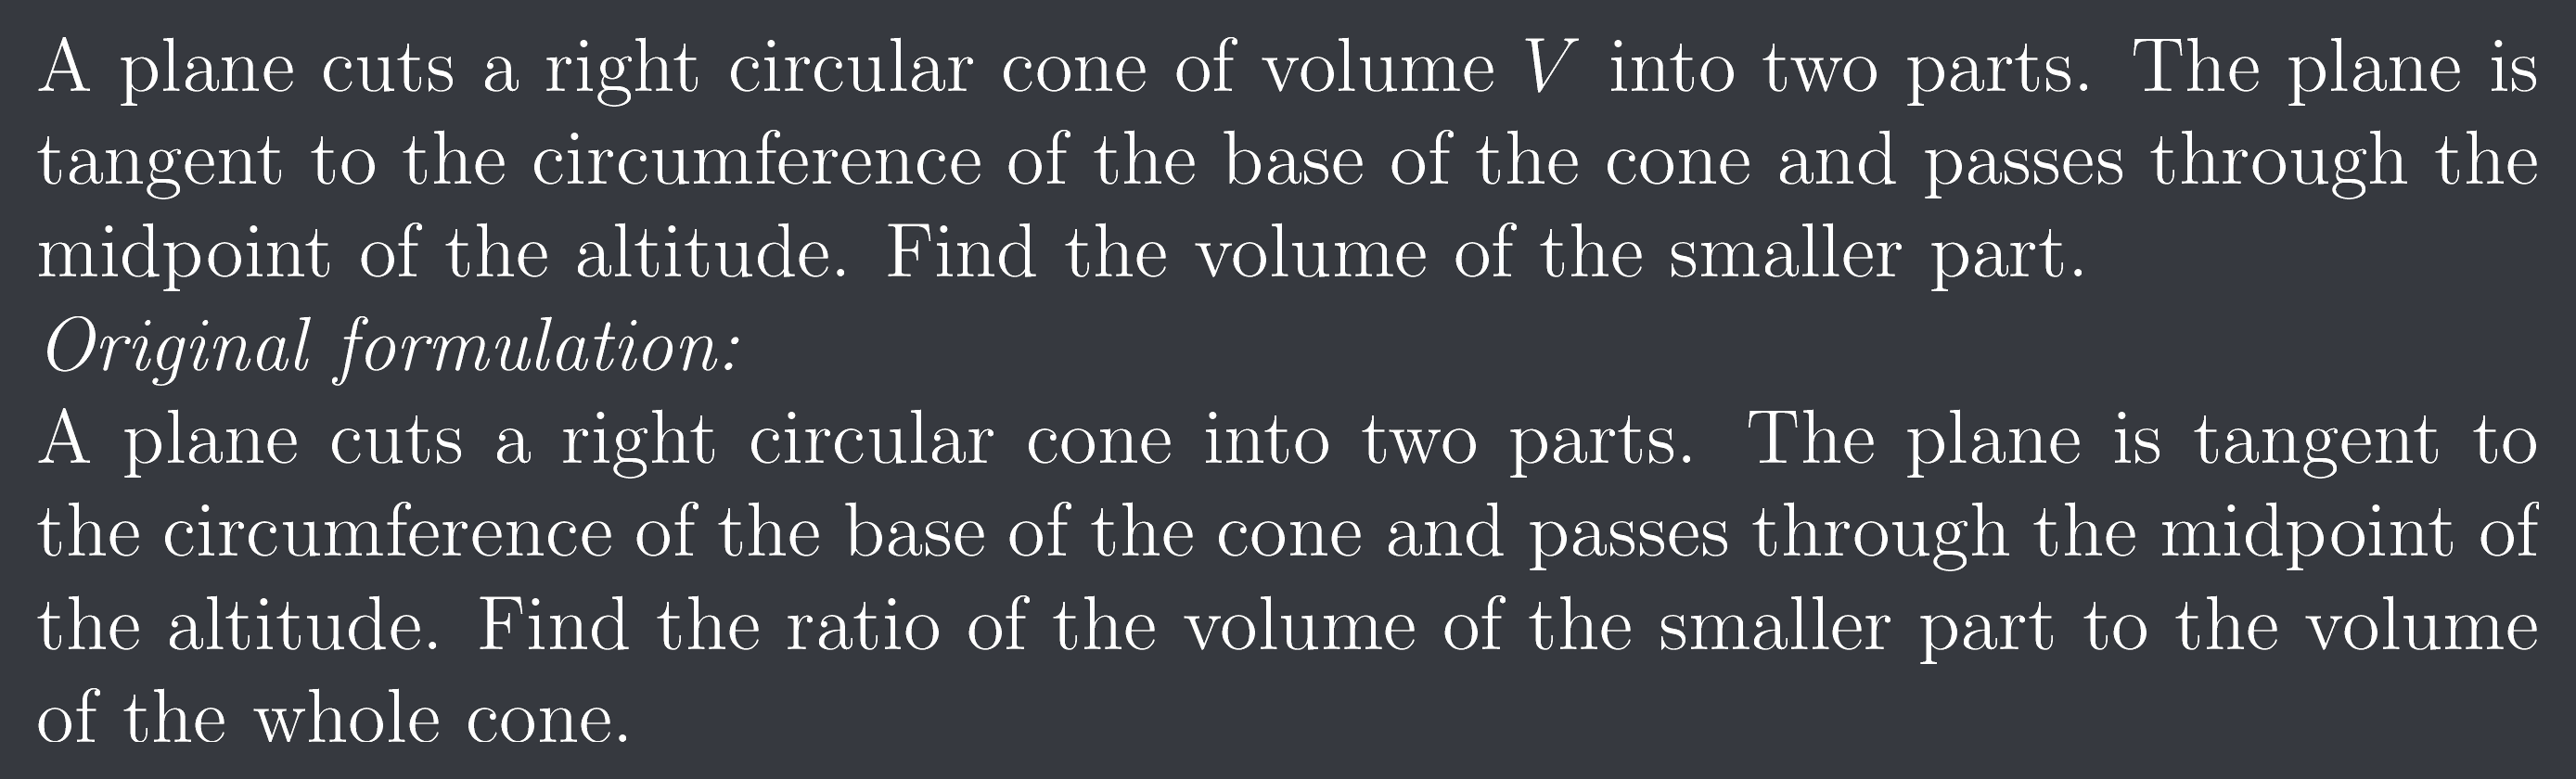 A plane cuts a right circular cone of volume V into two parts. The plane is
tangent to the circumference of the base of the cone and passes through the
midpoint of the altitude. Find the volume of the smaller part.
Original formulation:
A plane cuts a right circular cone into two parts. The plane is tangent to
the circumference of the base of the cone and passes through the midpoint of
the altitude. Find the ratio of the volume of the smaller part to the volume
of the whole cone.